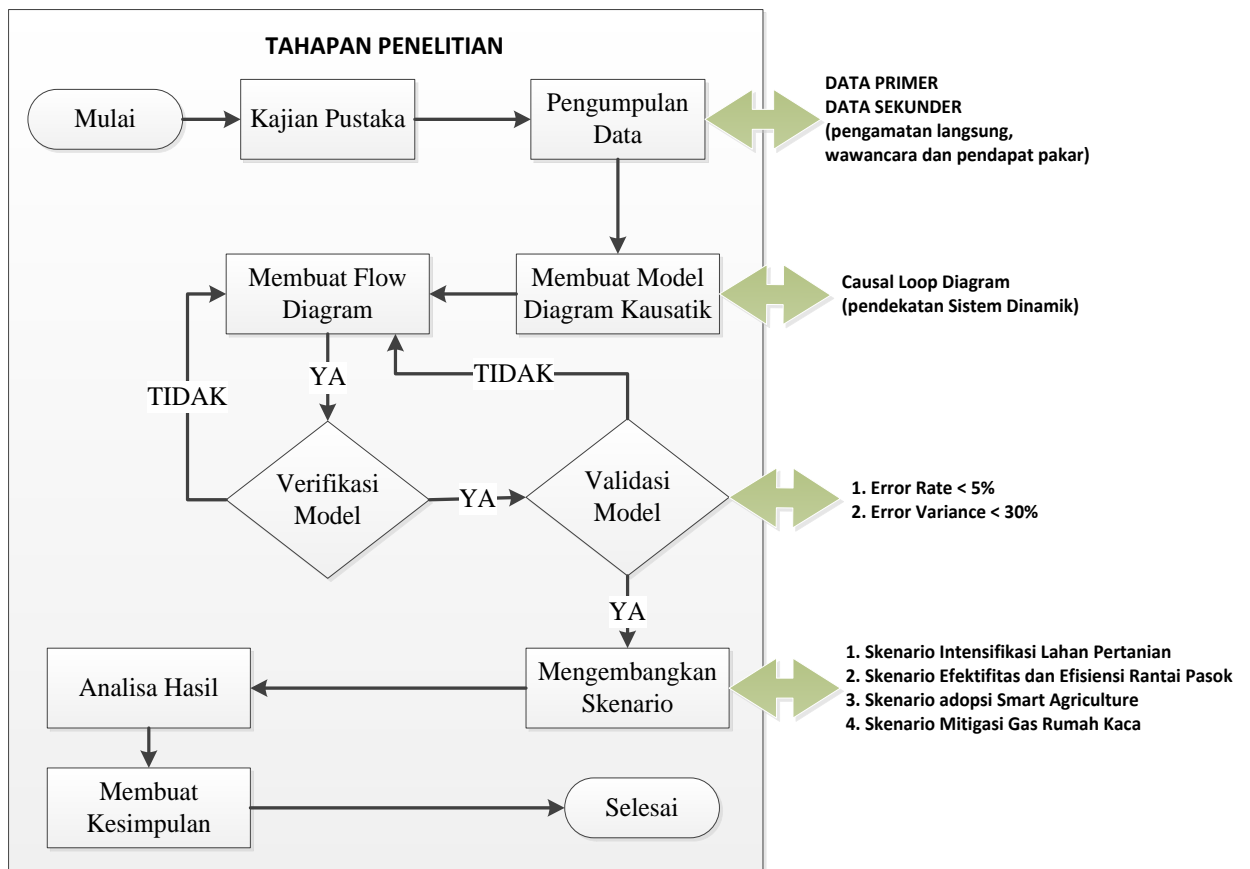 TAHAPAN PENELITIAN
Mulai
Kajian Pustaka
Pengumpulan
Data
DATA PRIMER
DATA SEKUNDER
(pengamatan langsung,
wawancara dan pendapat pakar)
Membuat Flow
Diagram
Membuat Model
Diagram Kausatik
Causal Loop Diagram
(pendekatan Sistem Dinamik)
TIDAK
YA
TIDAK
Verifikasi
Model
YA
Validasi
Model
1. Error Rate < 5%
2. Error Variance < 30%
YA
Analisa Hasil
Mengembangkan
Skenario
1. Skenario Intensifikasi Lahan Pertanian
2. Skenario Efektifitas dan Efisiensi Rantai Pasok
3. Skenario adopsi Smart Agriculture
4. Skenario Mitigasi Gas Rumah Kaca
Membuat
Kesimpulan
Selesai